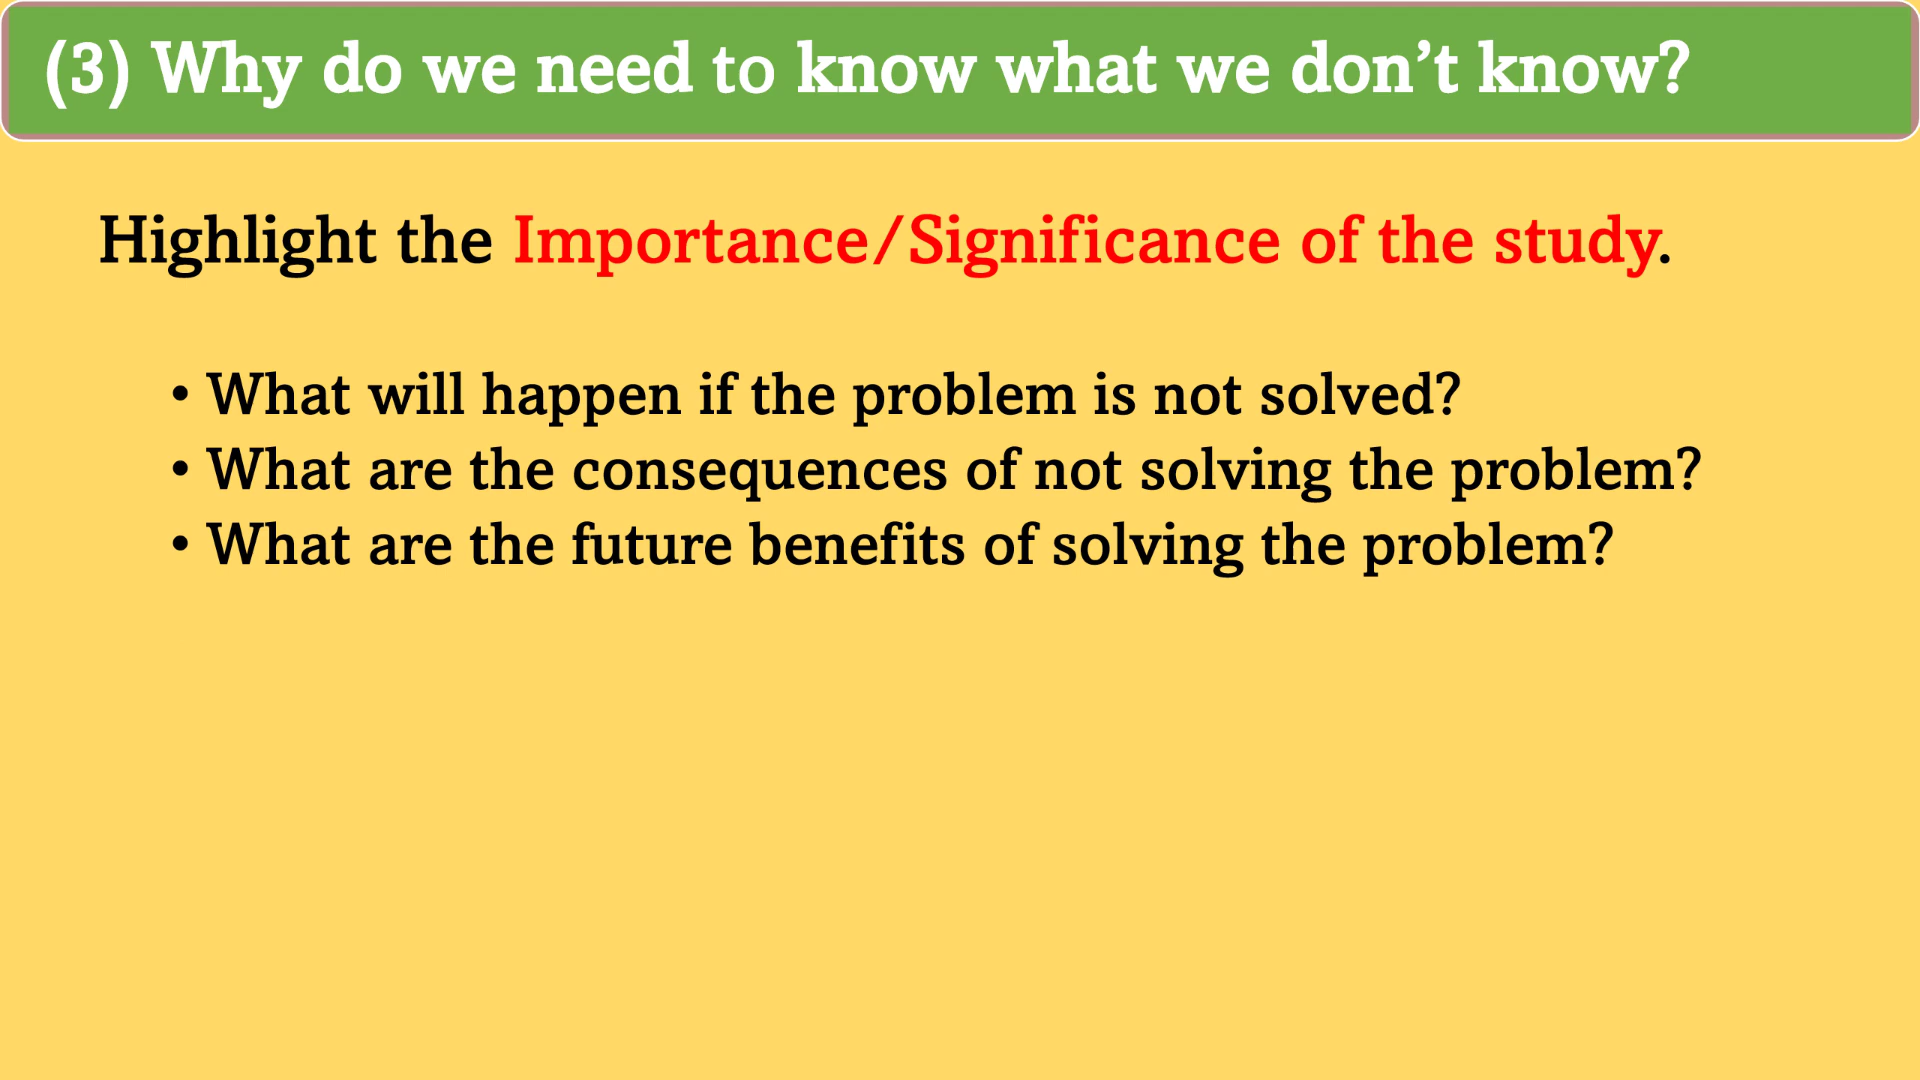 (3) Why do we need to know what we don’t know?
Highlight the Importance/Significance of the study.
• What will happen if the problem is not solved?
• What are the consequences of not solving the problem?
• What are the future benefits of solving the problem?